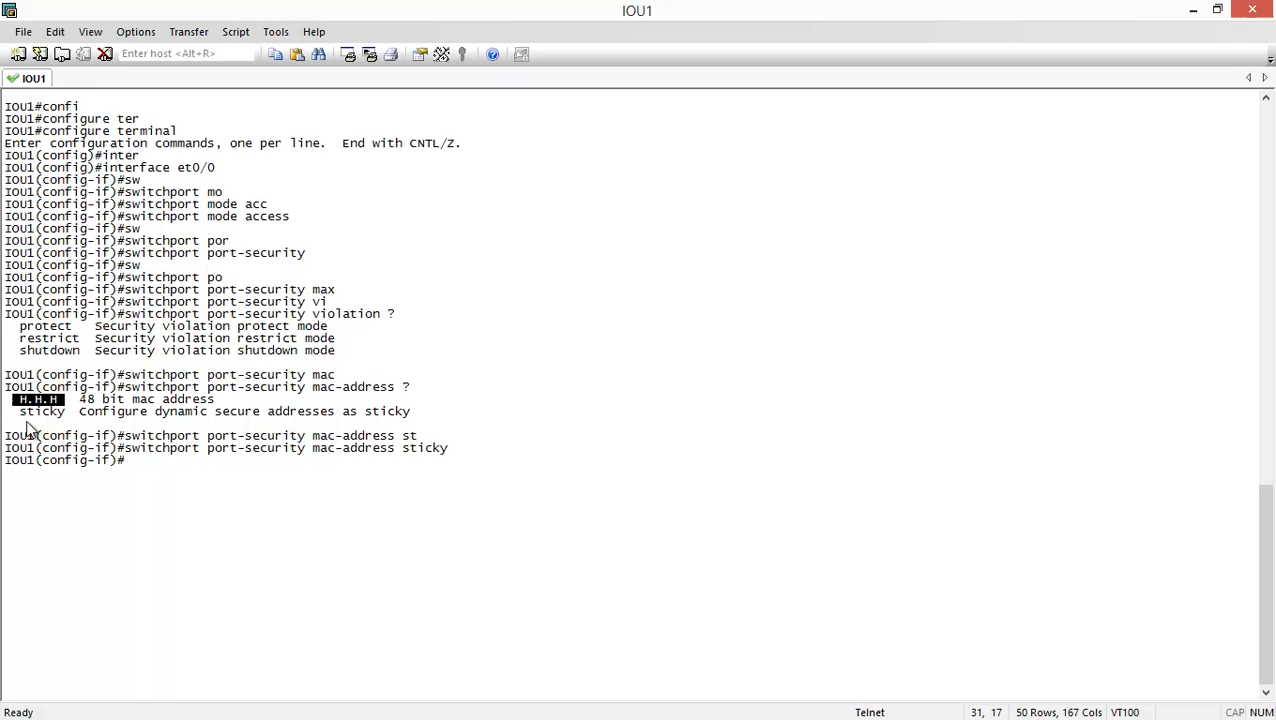 IOU1
File Edit View Options Transfer Script Tools Help
Enter host <Alt+R>
IOU1
IOU1#confi
IOU1#configure ter
IOU1#configure terminal
Enter configuration commands, one per line.  End with CNTL/Z.
IOU1(config)#inter
IOU1(config)#interface et0/0
IOU1(config-if)#sw
IOU1(config-if)#switchport mo
IOU1(config-if)#switchport mode acc
IOU1(config-if)#switchport mode access
IOU1(config-if)#sw
IOU1(config-if)#switchport por
IOU1(config-if)#switchport port-security
IOU1(config-if)#sw
IOU1(config-if)#switchport po
IOU1(config-if)#switchport port-security max
IOU1(config-if)#switchport port-security vi
IOU1(config-if)#switchport port-security violation ?
protect   Security violation protect mode
restrict  Security violation restrict mode
shutdown  Security violation shutdown mode
IOU1(config-if)#switchport port-security mac
IOU1(config-if)#switchport port-security mac-address ?
H.H.H   48 bit mac address
sticky  Configure dynamic secure addresses as sticky
IOU1(config-if)#switchport port-security mac-address st
IOU1(config-if)#switchport port-security mac-address sticky
IOU1(config-if)#
Ready Telnet 31, 17 50 Rows, 167 Cols VT100 CAP NUM